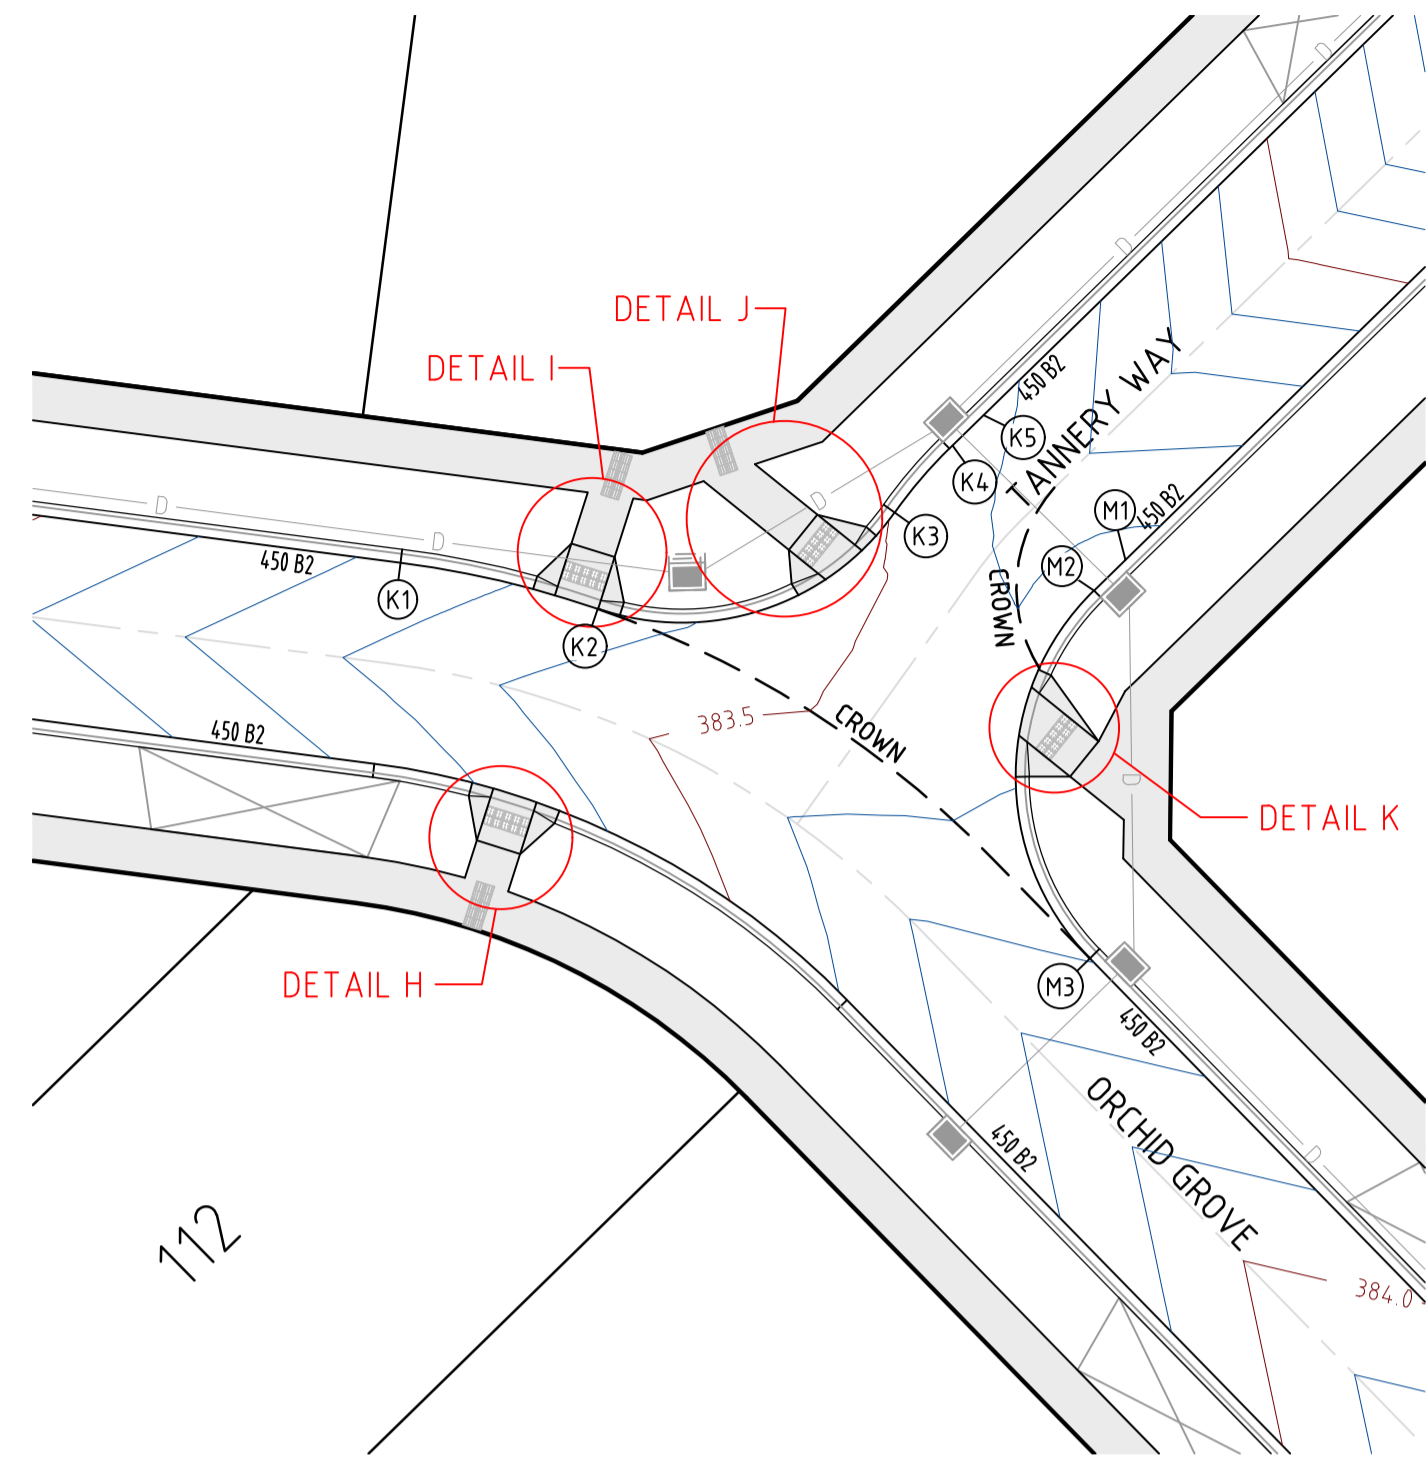 D
D
DETAIL J
DETAIL I
450 B2
TANNERY WAY
K5
K4
450 B2
M1
D
D
D
K3
450 B2
M2
K1
CROWN
K2
383.5
CROWN
450 B2
D
DETAIL K
DETAIL H
M3
450 B2
ORCHID GROVE
450 B2
D
112
384.0